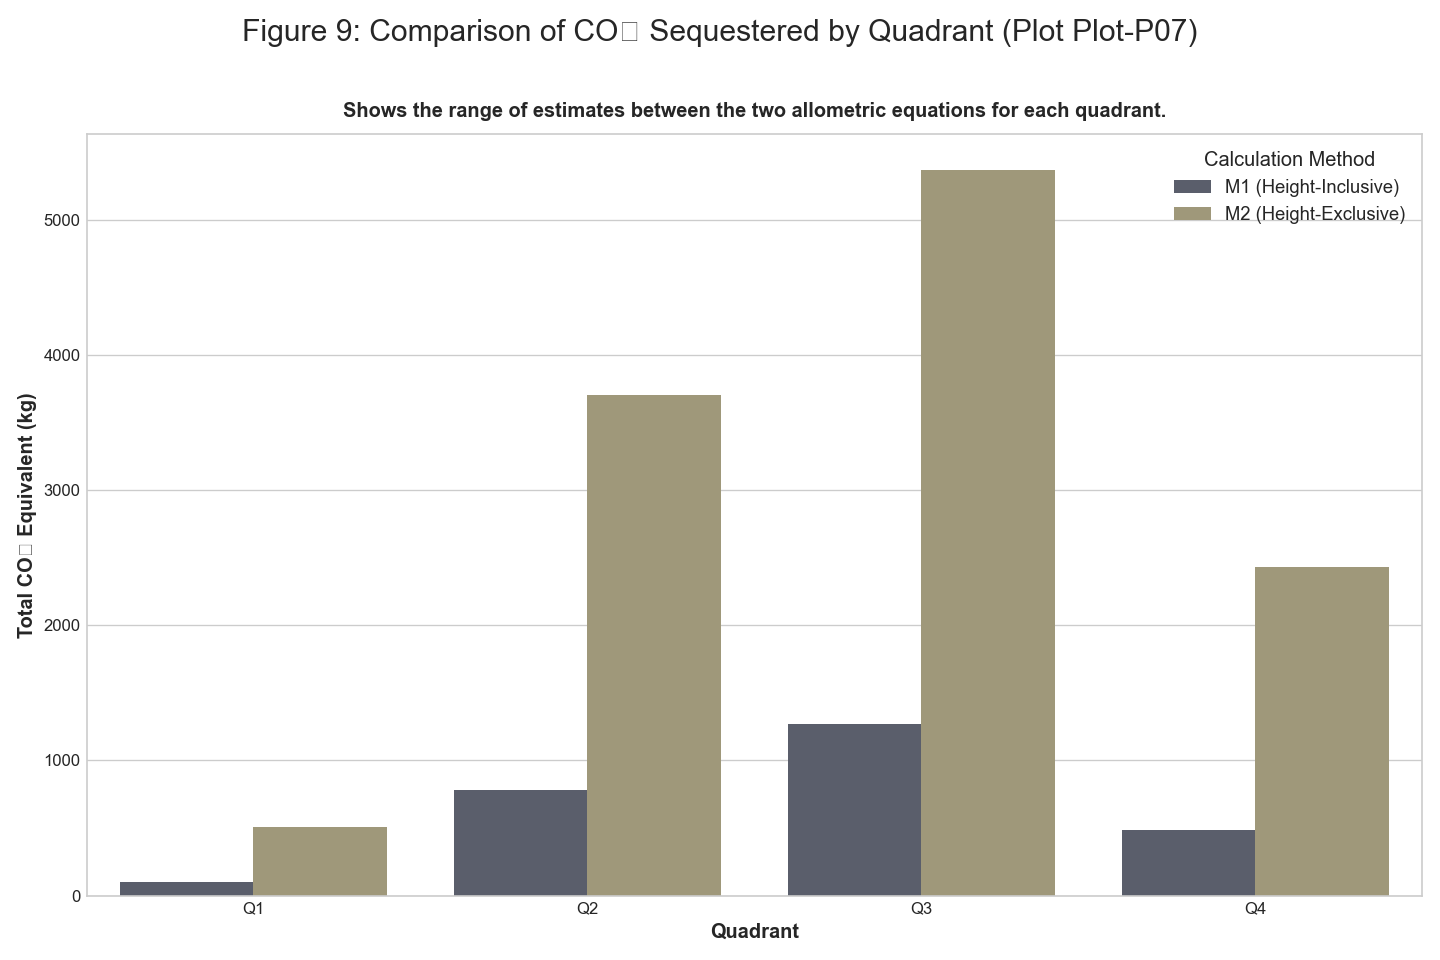 Figure 9: Comparison of CO▯ Sequestered by Quadrant (Plot Plot-P07)
Shows the range of estimates between the two allometric equations for each quadrant.
Calculation Method
M1 (Height-Inclusive)
M2 (Height-Exclusive)
Total CO▯ Equivalent (kg)
5000
4000
3000
2000
1000
0
Q1
Q2
Q3
Q4
Quadrant